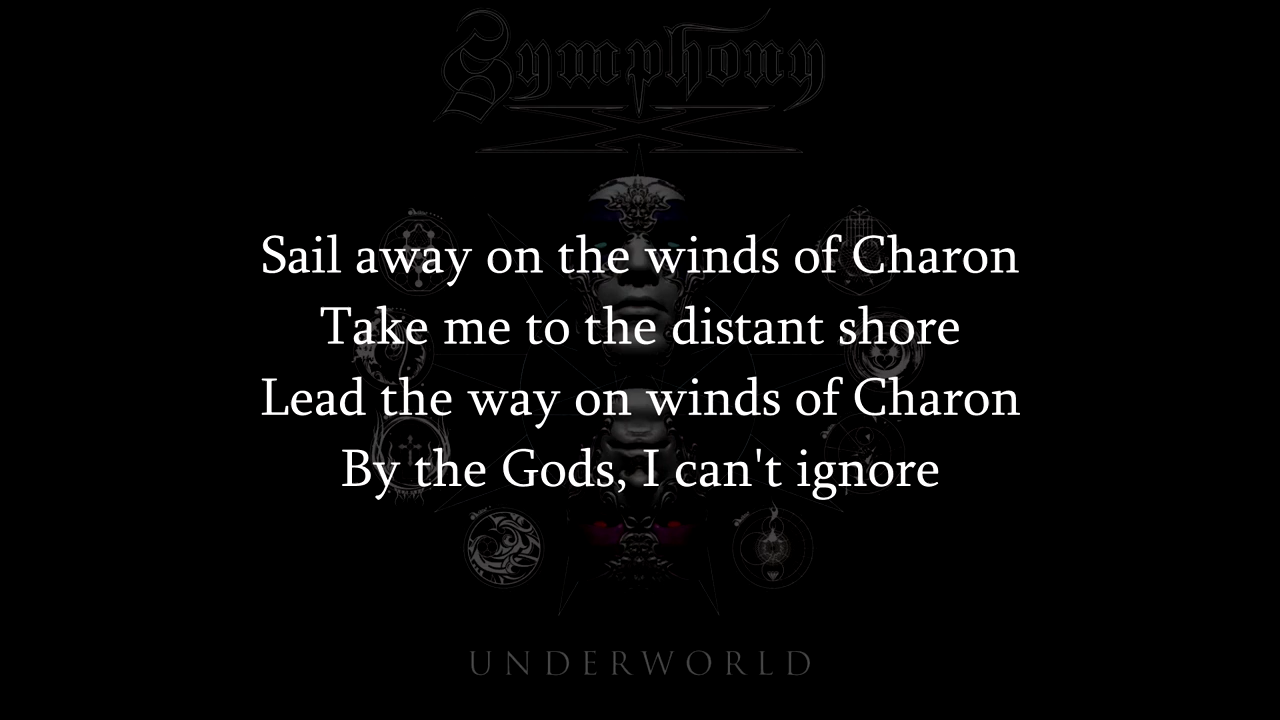 Symphony
X
Sail away on the winds of Charon
Take me to the distant shore
Lead the way on winds of Charon
By the Gods, I can't ignore
UNDERWORLD